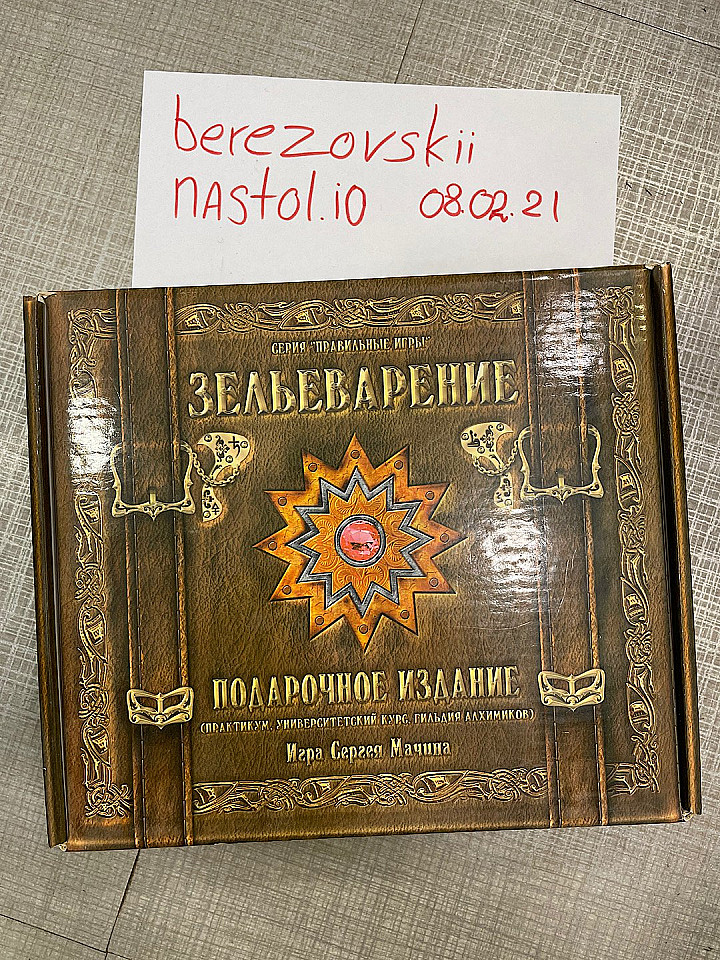 berezovskii
nastol.io 08.02.21
СЕРИЯ "ПРАВИЛЬНЫЕ ИГРЫ"
ЗЕЛЬЕВАРЕНИЕ
ПОДАРОЧНОЕ ИЗДАНИЕ
(ПРАКТИКУМ, УНИВЕРСИТЕТСКИЙ КУРС, ГИЛЬДИЯ АЛХИМИКОВ)
Игра Сергея Мачина